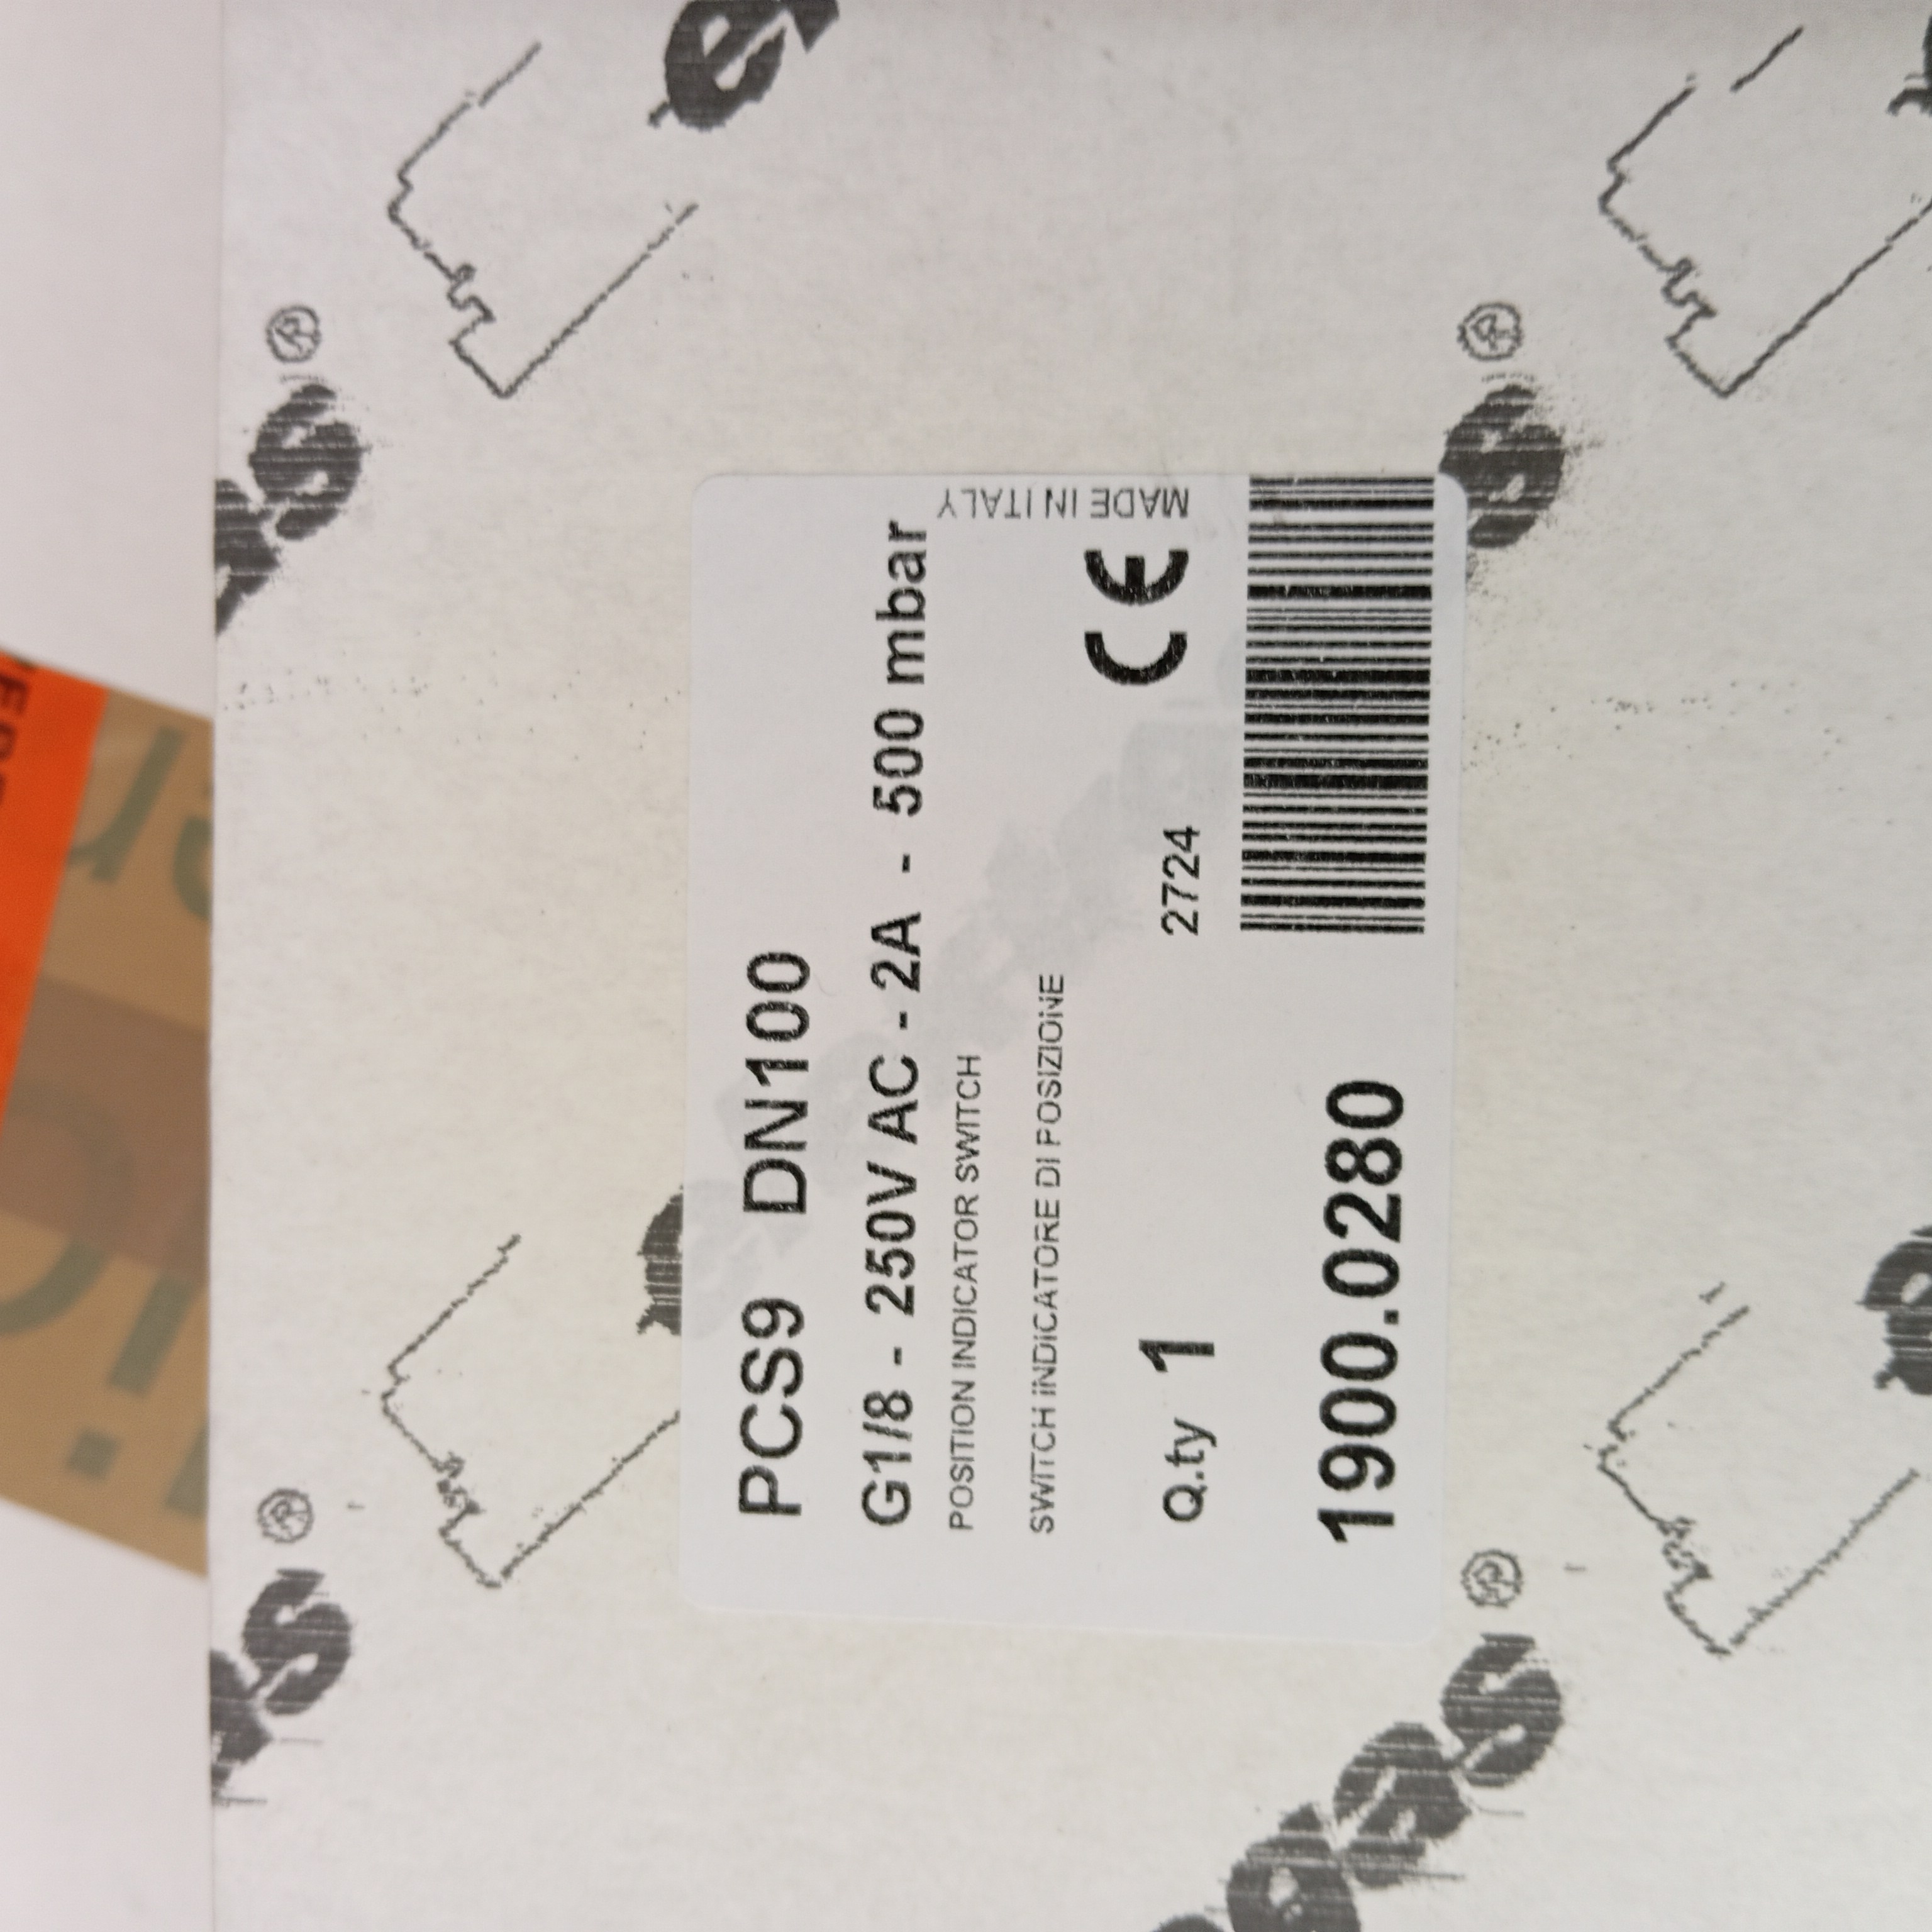 PCS9 DN100
G1/8 - 250V AC - 2A - 500 mbar
POSITION INDICATOR SWITCH
SWITCH INDICATORE DI POSIZIONE
Q.ty 1
2724
CE
MADE IN ITALY
1900.0280